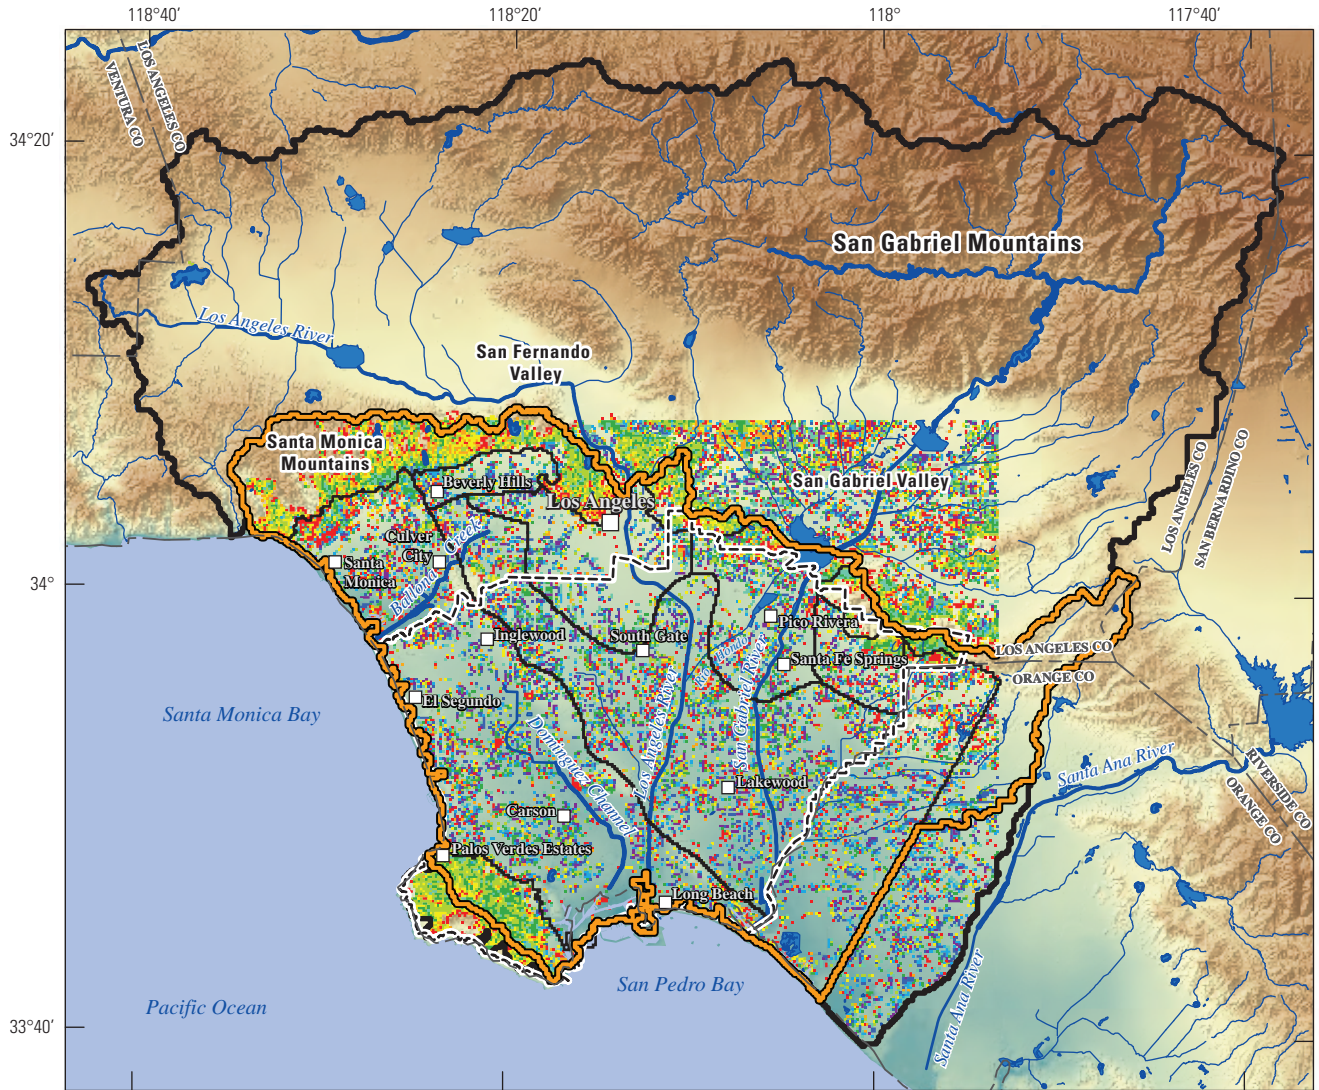 118°40′
118°20′
118°
117°40′
34°20′
34°
33°40′
VENTURA CO
LOS ANGELES CO
San Gabriel Mountains
Los Angeles River
San Fernando
Valley
Santa Monica
Mountains
Beverly Hills
Los Angeles
San Gabriel Valley
LOS ANGELES CO
SAN BERNARDINO CO
Culver
City
Ballona Creek
Santa
Monica
Inglewood
South Gate
Pico Rivera
Rio Hondo
Santa Fe Springs
LOS ANGELES CO
ORANGE CO
El Segundo
Santa Monica Bay
Dominguez Channel
Los Angeles River
San Gabriel River
Lakewood
Carson
Santa Ana River
RIVERSIDE CO
ORANGE CO
Palos Verdes Estates
Long Beach
San Pedro Bay
Pacific Ocean
Santa Ana River